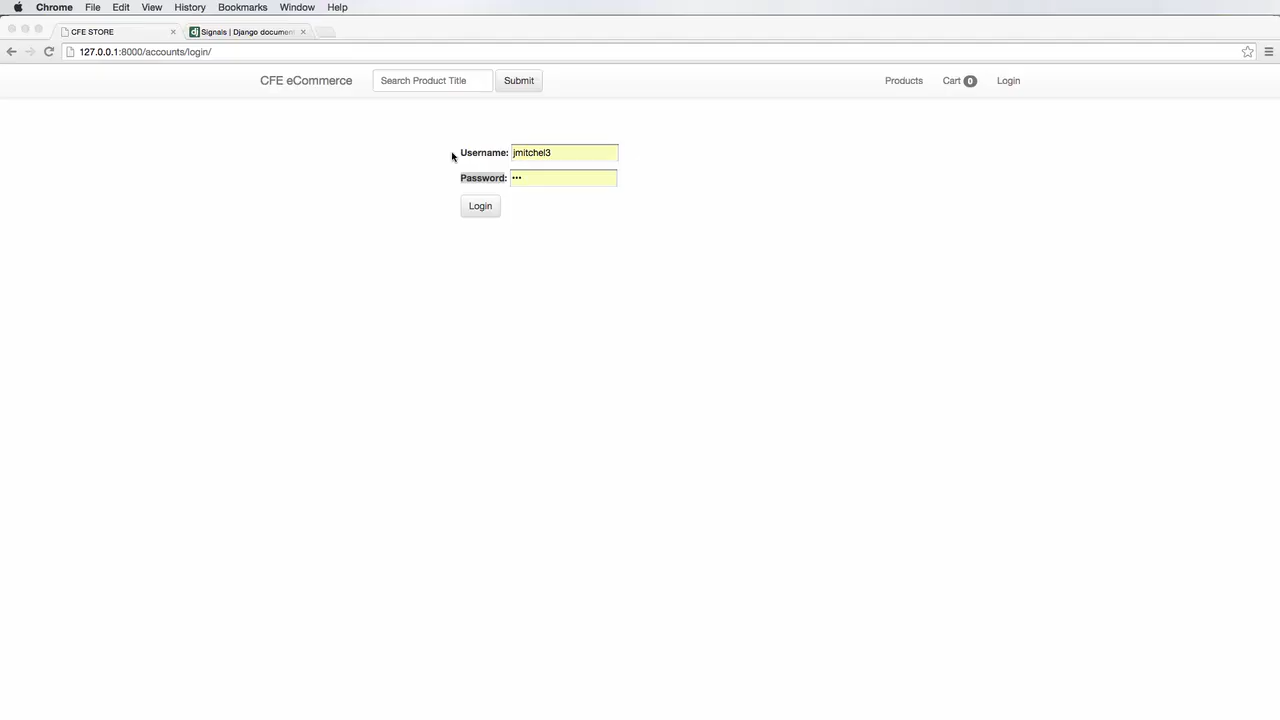 Chrome File Edit View History Bookmarks Window Help
CFE STORE
Signals | Django documen
127.0.0.1:8000/accounts/login/
CFE eCommerce Search Product Title Submit Products Cart 0 Login
Username: jmitchel3
Password: •••
Login